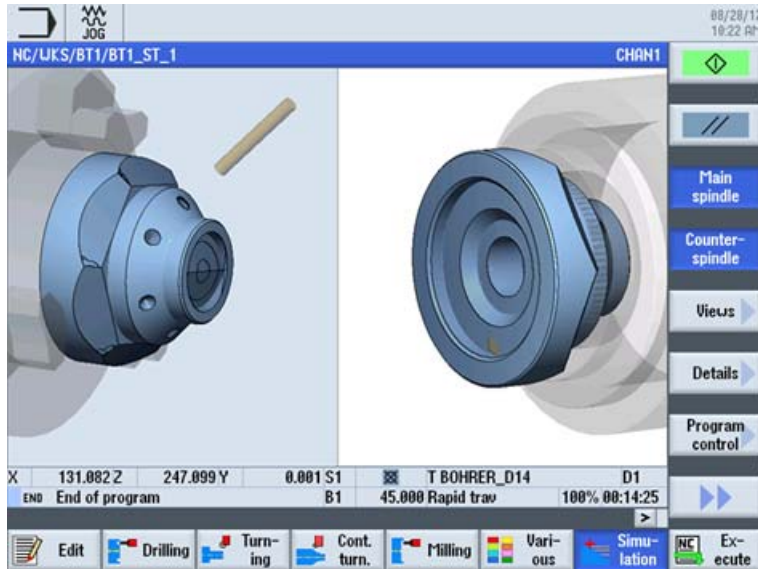 JOG
08/28/1
10:22 AM
NC/WKS/BT1/BT1_ST_1 CHAN1
Main
spindle
Counter-
spindle
Views
Details
Program
control
X 131.082 Z 247.099 Y 0.001 S1 T BOHRER_D14 D1
END End of program B1 45.000 Rapid trav 100% 00:14:25
Edit
Drilling
Turn-
ing
Cont.
turn.
Milling
Vari-
ous
Simu-
lation
NC
Ex-
ecute